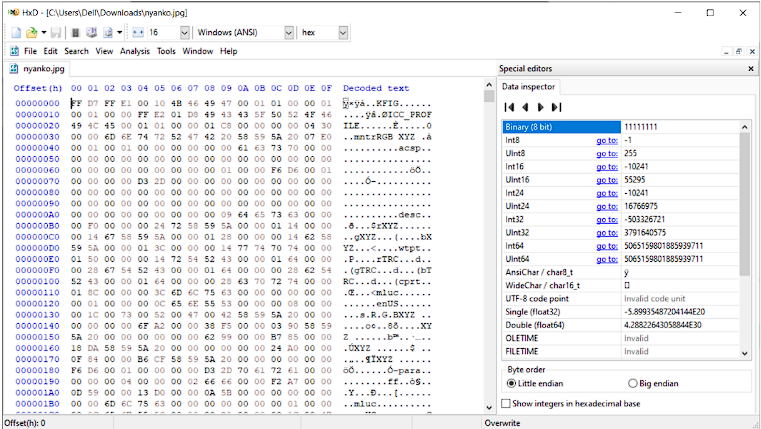 HxD - [C:\Users\Dell\Downloads\nyanko.jpg]
16 Windows (ANSI) hex
File Edit Search View Analysis Tools Window Help
nyanko.jpg
Special editors
Data inspector
Offset(h) 00 01 02 03 04 05 06 07 08 09 0A 0B 0C 0D 0E 0F Decoded text
00000000 FF D7 FF E1 00 10 4B 46 49 47 00 01 01 00 00 01 ÿ×ÿá..KFIG......
00000010 01 00 00 FF E2 01 D8 49 43 43 5F 50 52 4F 46 ....ÿâ.ØICC_PROF
00000020 49 4C 45 00 01 01 00 00 01 C8 00 00 00 00 04 30 ILE......È.....0
00000030 00 00 6D 6E 74 72 52 47 42 20 58 59 5A 20 07 E0 ..mntrRGB XYZ .à
00000040 00 01 00 01 00 00 00 00 00 00 61 63 73 70 00 00 ..........acsp..
00000050 00 00 00 00 00 00 00 00 00 00 00 00 00 00 00 00 ................
00000060 00 00 00 00 00 00 00 00 00 01 00 00 F6 D6 00 01
00000070 00 00 00 00 D3 2D 00 00 00 00 00 00 00 00 00 00 ....Ó-..........
00000080 00 00 00 00 00 00 00 00 00 00 00 00 00 00 00 00 ................
00000090 00 00 00 00 00 00 00 00 00 00 00 00 00 00 00 00 ................
000000A0 00 00 00 00 00 00 00 00 00 09 64 65 73 63 00 00 ..........desc..
000000B0 00 F0 00 00 00 24 72 58 59 5A 00 00 01 14 00 00 .ð...$rXYZ......
000000C0 00 14 67 58 59 5A 00 00 01 28 00 00 00 14 62 58 ..gXYZ...(....bX
000000D0 59 5A 00 00 01 3C 00 00 00 14 77 74 70 74 00 00 YZ...<....wtpt..
000000E0 01 50 00 00 00 14 72 54 52 43 00 00 01 64 00 00 .P....rTRC...d..
000000F0 00 28 67 54 52 43 00 00 01 64 00 00 00 28 62 54 .(gTRC...d...(bT
00000100 52 43 00 00 01 64 00 00 00 28 63 70 72 74 00 00 RC...d...(cprt..
00000110 01 8C 00 00 00 3C 6D 6C 75 63 00 00 00 00 00 00 .Œ...<mluc......
00000120 00 01 00 00 00 0C 65 6E 55 53 00 00 00 08 00 00 ......enUS......
00000130 00 1C 00 73 00 52 00 47 00 42 58 59 5A 20 00 00 ...s.R.G.BXYZ ..
00000140 00 00 00 00 6F A2 00 00 38 F5 00 00 03 90 58 59
00000150 5A 20 00 00 00 00 00 00 62 99 00 00 B7 85 00 00
00000160 18 DA 58 59 5A 20 00 00 00 00 00 00 24 A0 00 00
00000170 0F 84 00 00 B6 CF 58 59 5A 20 00 00 00 00 00 00
00000180 F6 D6 00 01 00 00 00 00 D3 2D 70 61 72 61 00 00 öÖ......Ó-para..
00000190 00 00 00 04 00 00 00 02 66 66 00 00 F2 A7 00 00 ........ff..ò§..
000001A0 0D 59 00 00 13 D0 00 00 0A 5B 00 00 00 00 00 00 .Y...Ð...[......
000001B0 00 00 6D 6C 75 63 00 00 00 00 00 00 00 01 00 00 ..mluc..........
Binary (8 bit) 11111111
Int8 go to: -1
UInt8 go to: 255
Int16 go to: -10241
UInt16 go to: 55295
Int24 go to: -10241
UInt24 go to: 16766975
Int32 go to: -503326721
UInt32 go to: 3791640575
Int64 go to: 5065159801885939711
UInt64 go to: 5065159801885939711
AnsiChar / char8_t ÿ
WideChar / char16_t
UTF-8 code point Invalid code unit
Single (float32) -5.89935487204144E20
Double (float64) 4.28822643058844E30
OLETIME Invalid
FILETIME Invalid
Byte order
Little endian Big endian
Show integers in hexadecimal base
Offset(h): 0 Overwrite